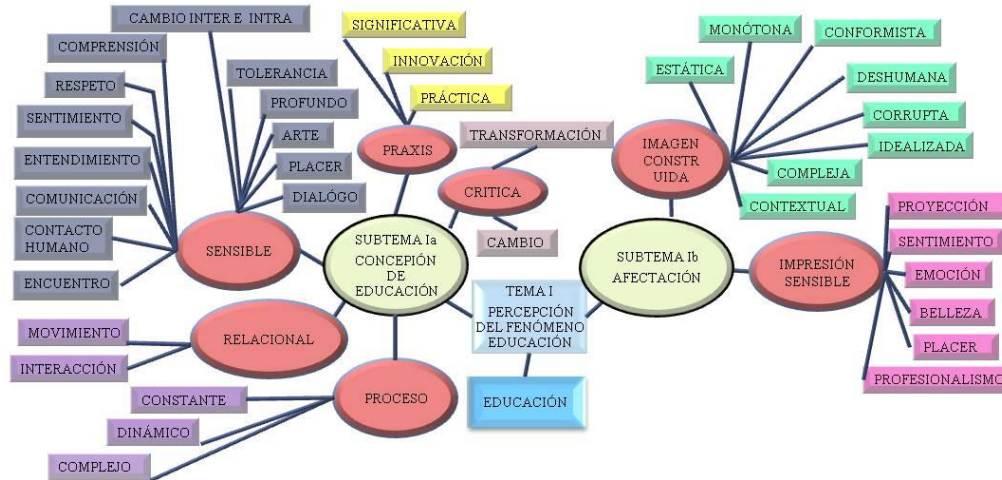 CAMBIO INTER E INTRA
COMPRENSIÓN
RESPETO
SENTIMIENTO
ENTENDIMIENTO
COMUNICACIÓN
CONTACTO
HUMANO
ENCUENTRO
TOLERANCIA
PROFUNDO
ARTE
PLACER
DIALÓGO
SENSIBLE
SIGNIFICATIVA
INNOVACIÓN
PRÁCTICA
PRAXIS
TRANSFORMACIÓN
CRITICA
CAMBIO
SUBTEMA Ia
CONCEPIÓN
DE
EDUCACIÓN
MOVIMIENTO
INTERACCIÓN
RELACIONAL
CONSTANTE
DINÁMICO
COMPLEJO
PROCESO
TEMA I
PERCEPCIÓN
DEL FENÓMENO
EDUCACIÓN
EDUCACIÓN
MONÓTONA
CONFORMISTA
ESTÁTICA
DESHUMANA
CORRUPTA
IDEALIZADA
COMPLEJA
CONTEXTUAL
IMAGEN
CONSTR
UIDA
SUBTEMA Ib
AFECTACIÓN
IMPRESIÓN
SENSIBLE
PROYECCIÓN
SENTIMIENTO
EMOCIÓN
BELLEZA
PLACER
PROFESIONALISMO